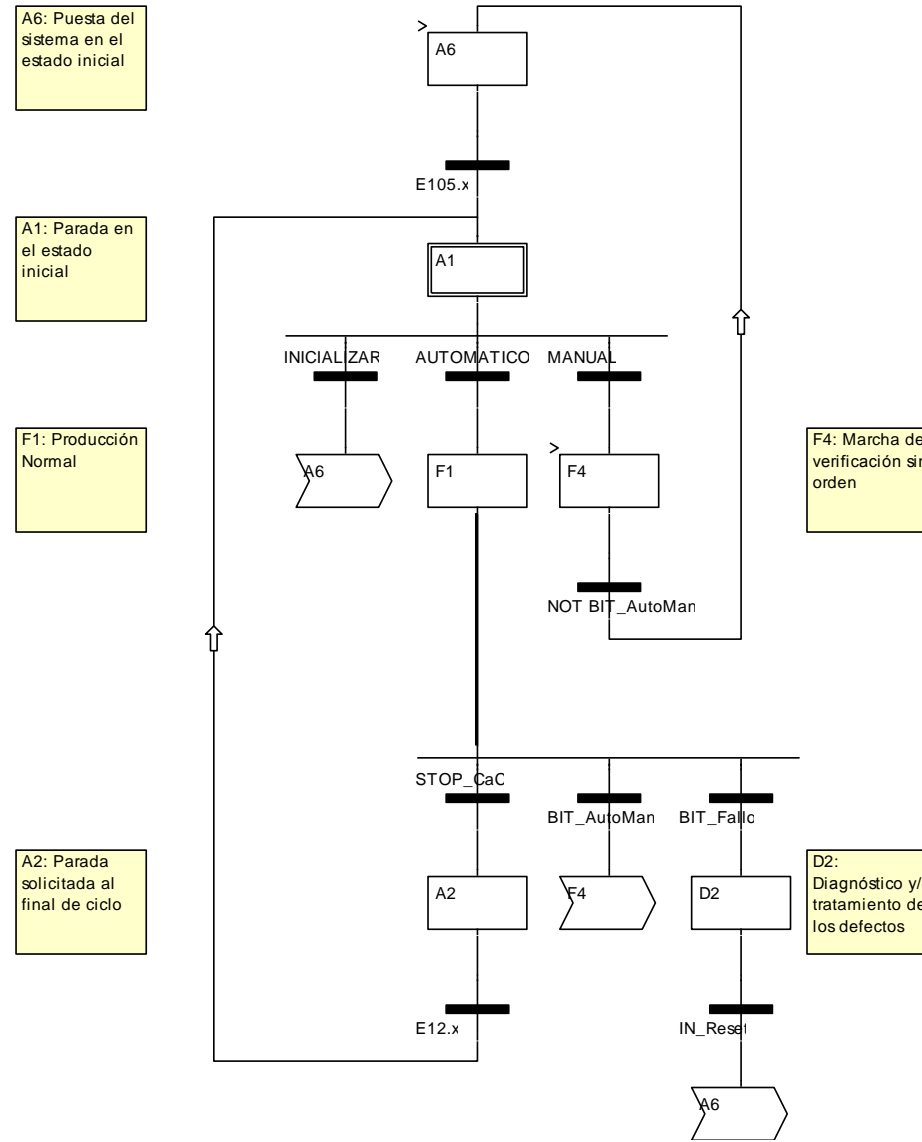 A6: Puesta del
sistema en el
estado inicial
>
A6
E105.x
A1: Parada en
el estado
inicial
A1
INICIALIZAR
AUTOMATICO
MANUAL
F1: Producción
Normal
A6
F1
>
F4
F4: Marcha de
verificación sin
orden
NOT BIT_AutoMan
STOP_CaC
BIT_AutoMan
BIT_Fallo
A2: Parada
solicitada al
final de ciclo
A2
F4
D2
D2:
Diagnóstico y/
tratamiento de
los defectos
E12.x
IN_Reset
A6